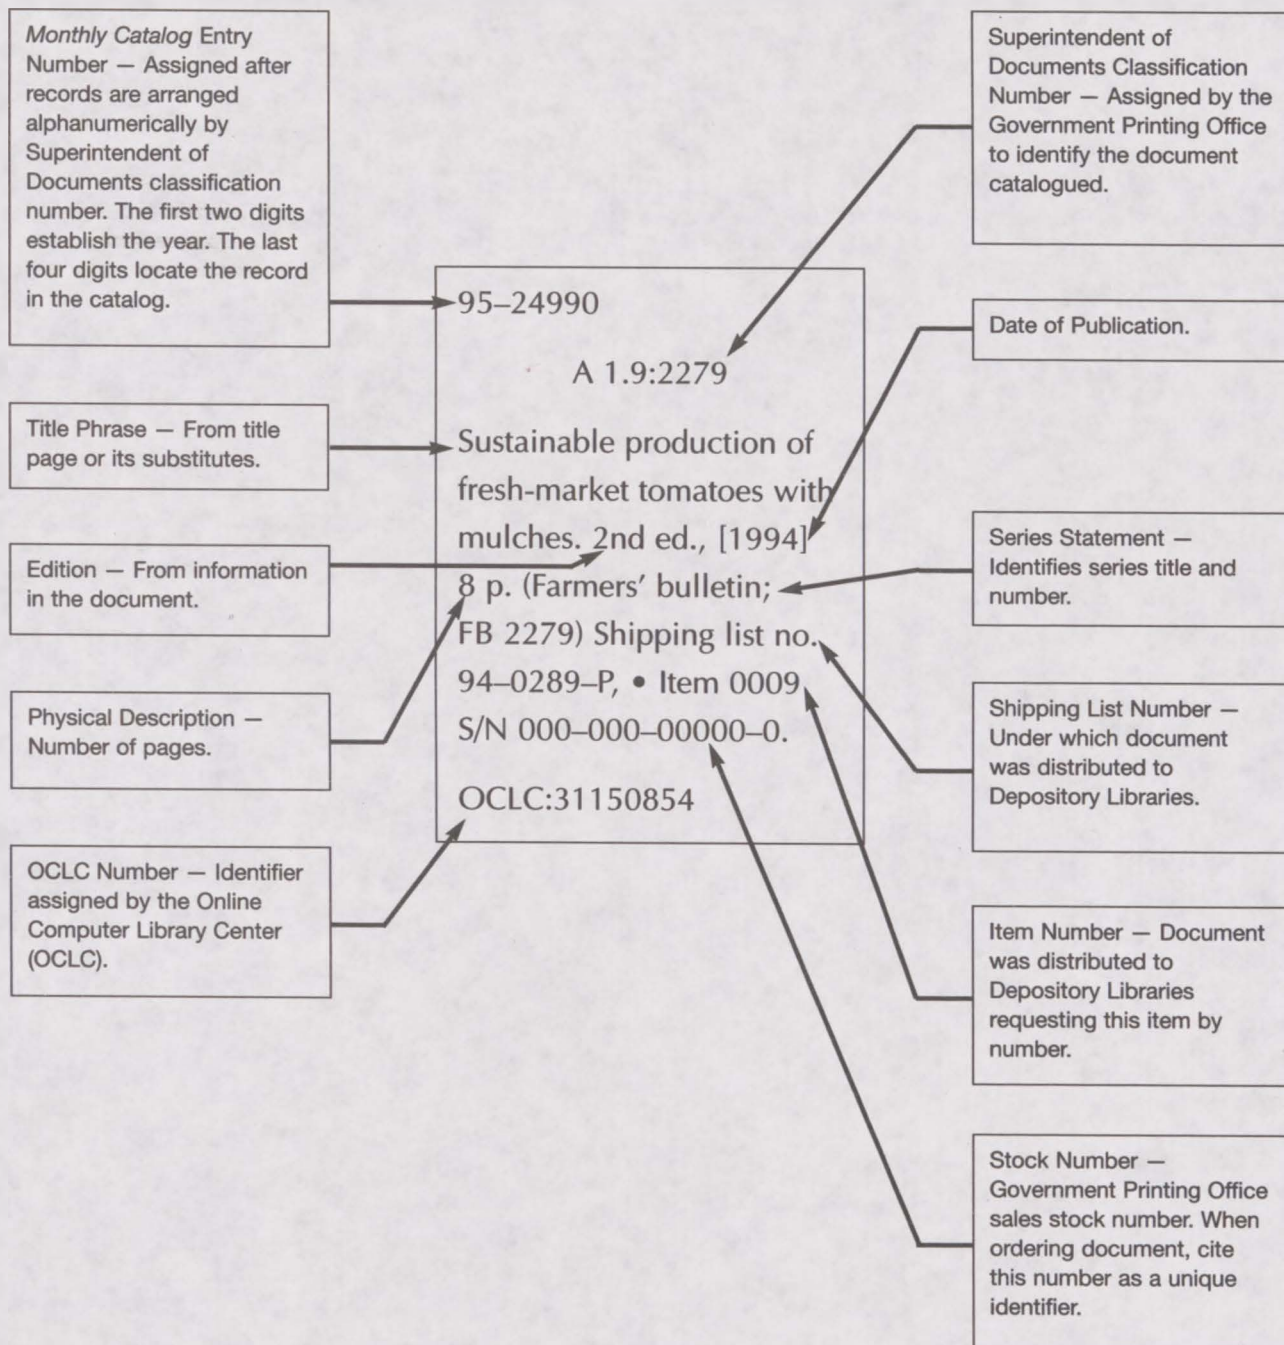 Monthly Catalog Entry
Number — Assigned after
records are arranged
alphanumerically by
Superintendent of
Documents classification
number. The first two digits
establish the year. The last
four digits locate the record
in the catalog.
Title Phrase — From title
page or its substitutes.
Edition — From information
in the document.
Physical Description —
Number of pages.
OCLC Number — Identifier
assigned by the Online
Computer Library Center
(OCLC).
95–24990
A 1.9:2279
Sustainable production of
fresh-market tomatoes with
mulches. 2nd ed., [1994]
8 p. (Farmers' bulletin;
FB 2279) Shipping list no.
94–0289–P, • Item 0009
S/N 000–000–00000–0.
OCLC:31150854
Superintendent of
Documents Classification
Number — Assigned by the
Government Printing Office
to identify the document
catalogued.
Date of Publication.
Series Statement —
Identifies series title and
number.
Shipping List Number —
Under which document
was distributed to
Depository Libraries.
Item Number — Document
was distributed to
Depository Libraries
requesting this item by
number.
Stock Number —
Government Printing Office
sales stock number. When
ordering document, cite
this number as a unique
identifier.